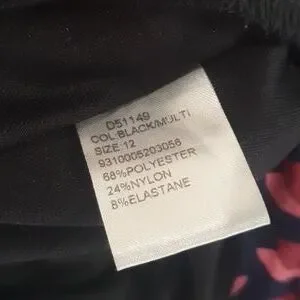 D51149
COL:BLACK/MULTI
SIZE:12
9310005203056
68%POLYESTER
24%NYLON
8%ELASTANE